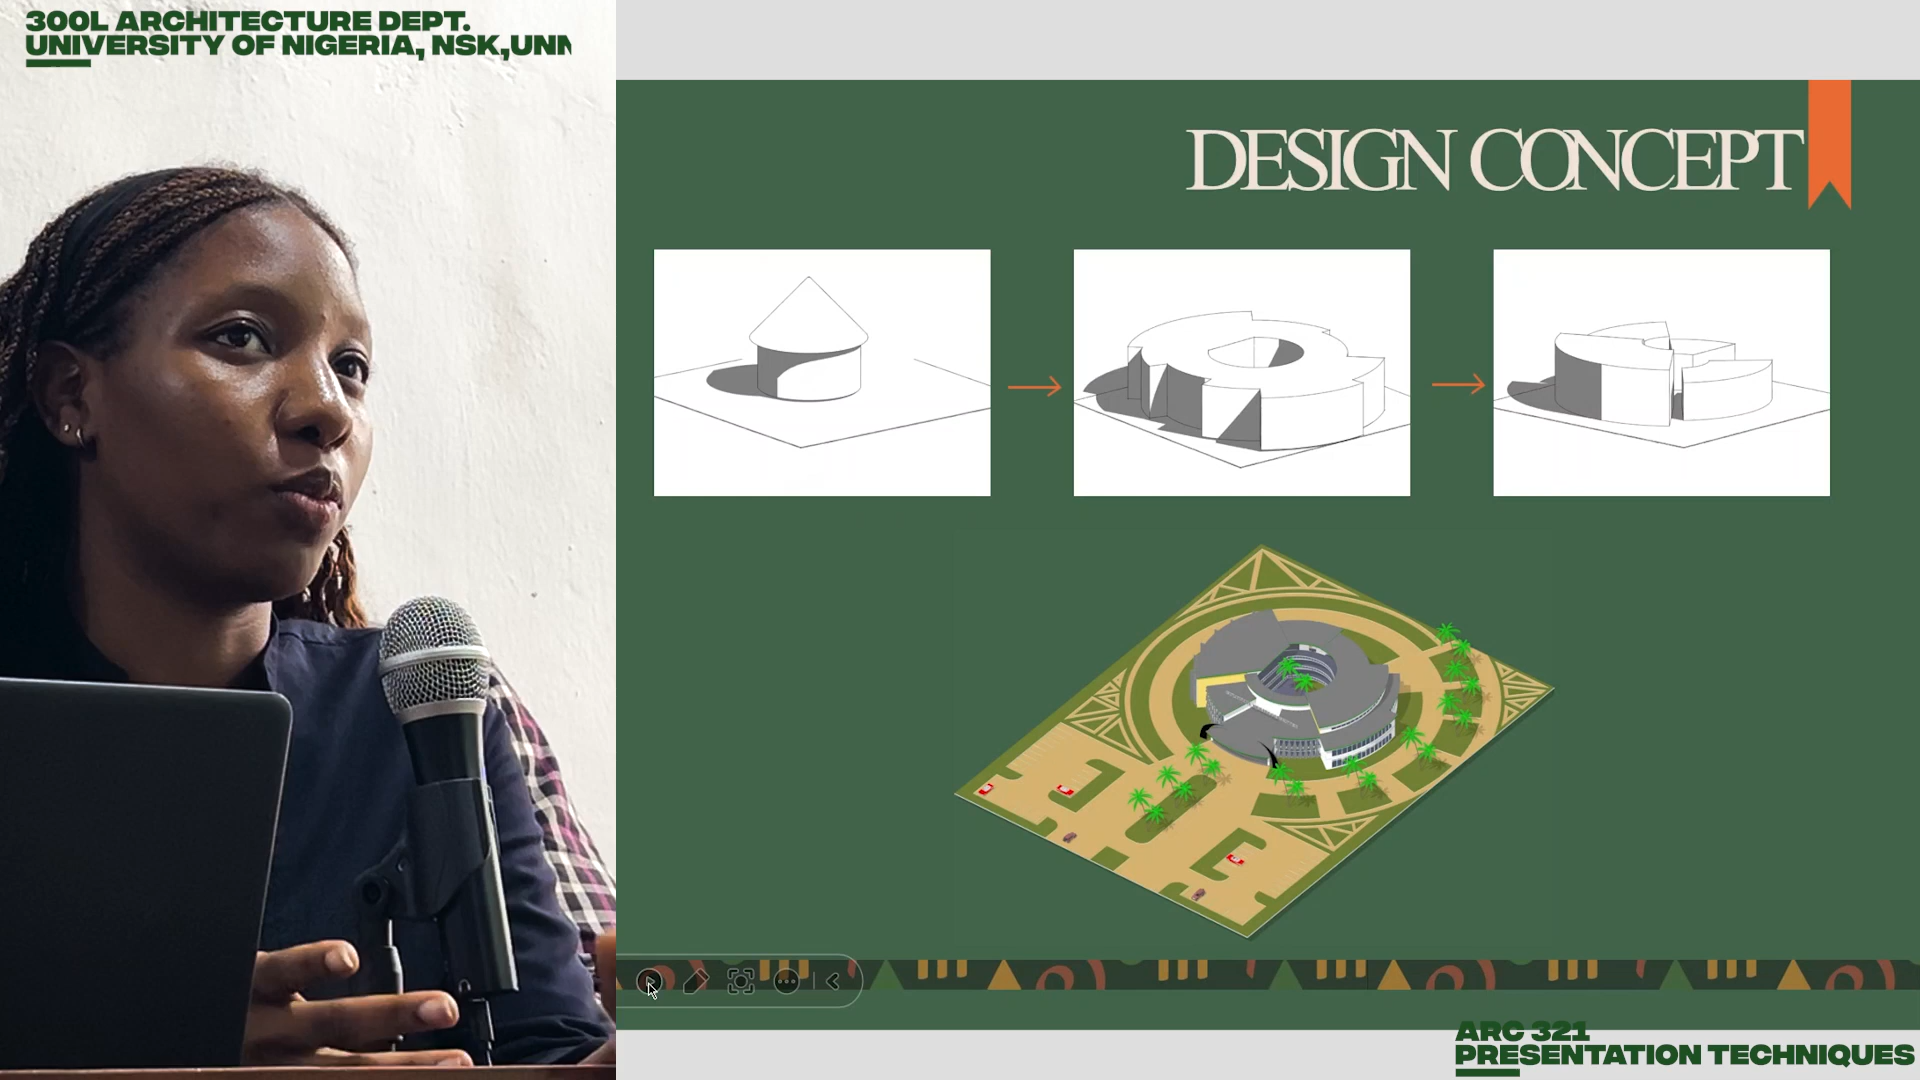 300L ARCHITECTURE DEPT.
UNIVERSITY OF NIGERIA, NSK,UNN
DESIGN CONCEPT
ARC 321
PRESENTATION TECHNIQUES